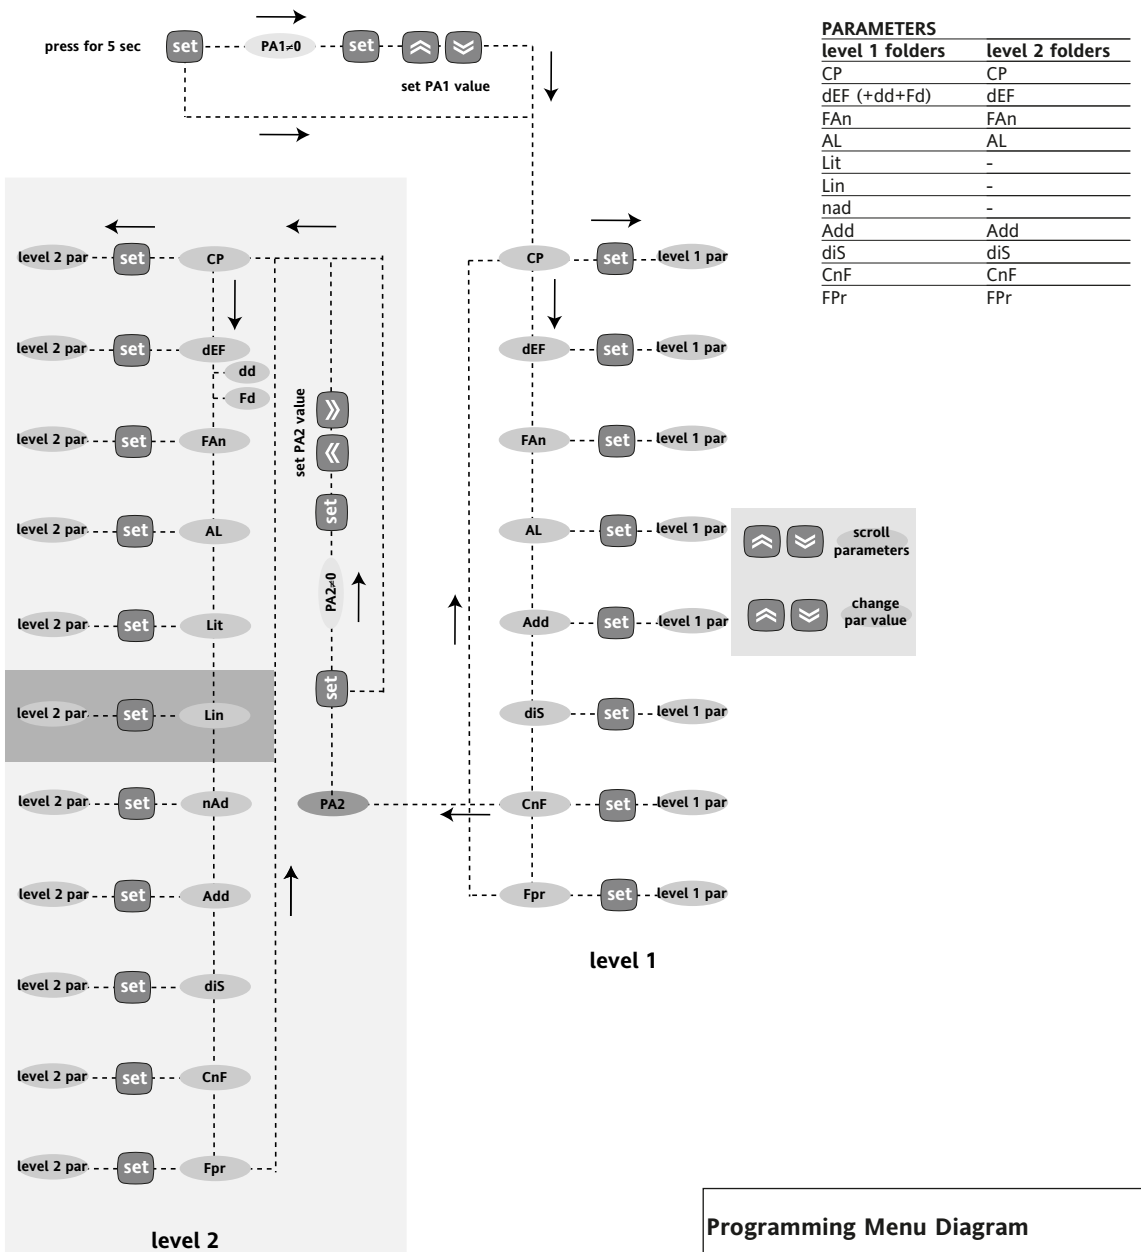 press for 5 sec
set
PA1≠0
set
set PA1 value
PARAMETERS
level 1 folders level 2 folders
CP CP
dEF (+dd+Fd) dEF
FAn FAn
AL AL
Lit -
Lin -
nad -
Add Add
diS diS
CnF CnF
FPr FPr
level 2 par set CP
level 2 par set dEF
dd
Fd
level 2 par set FAn
level 2 par set AL
level 2 par set Lit
level 2 par set Lin
level 2 par set nAd
level 2 par set Add
level 2 par set diS
level 2 par set CnF
level 2 par set Fpr
level 2
set PA2 value
set
PA2≠0
set
PA2
CP set level 1 par
dEF set level 1 par
FAn set level 1 par
AL set level 1 par
Add set level 1 par
diS set level 1 par
CnF set level 1 par
Fpr set level 1 par
level 1
scroll
parameters
change
par value
Programming Menu Diagram